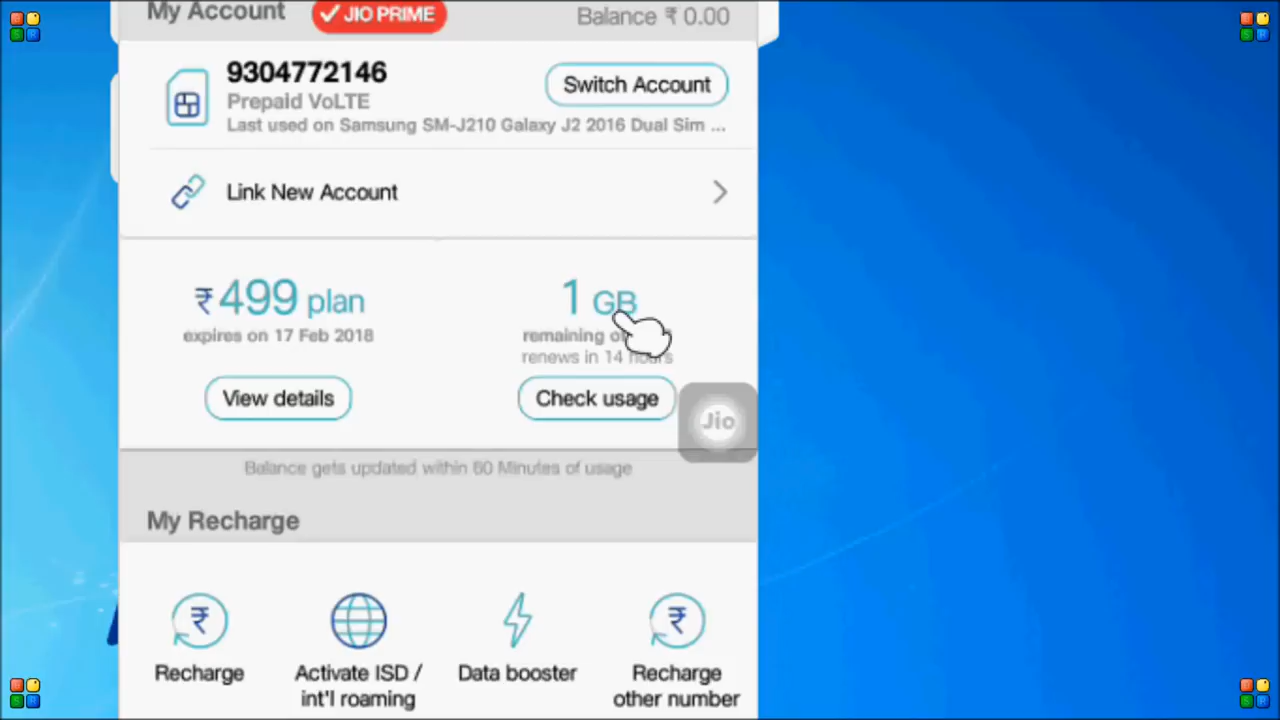 My Account
JIO PRIME
Balance ₹ 0.00
9304772146
Switch Account
Prepaid VoLTE
Last used on Samsung SM-J210 Galaxy J2 2016 Dual Sim ...
Link New Account
₹ 499 plan
1 GB
expires on 17 Feb 2018
remaining
renews in 14 hours
View details
Check usage
Jio
Balance gets updated within 60 Minutes of usage
My Recharge
Recharge
Activate ISD /
int'l roaming
Data booster
Recharge
other number